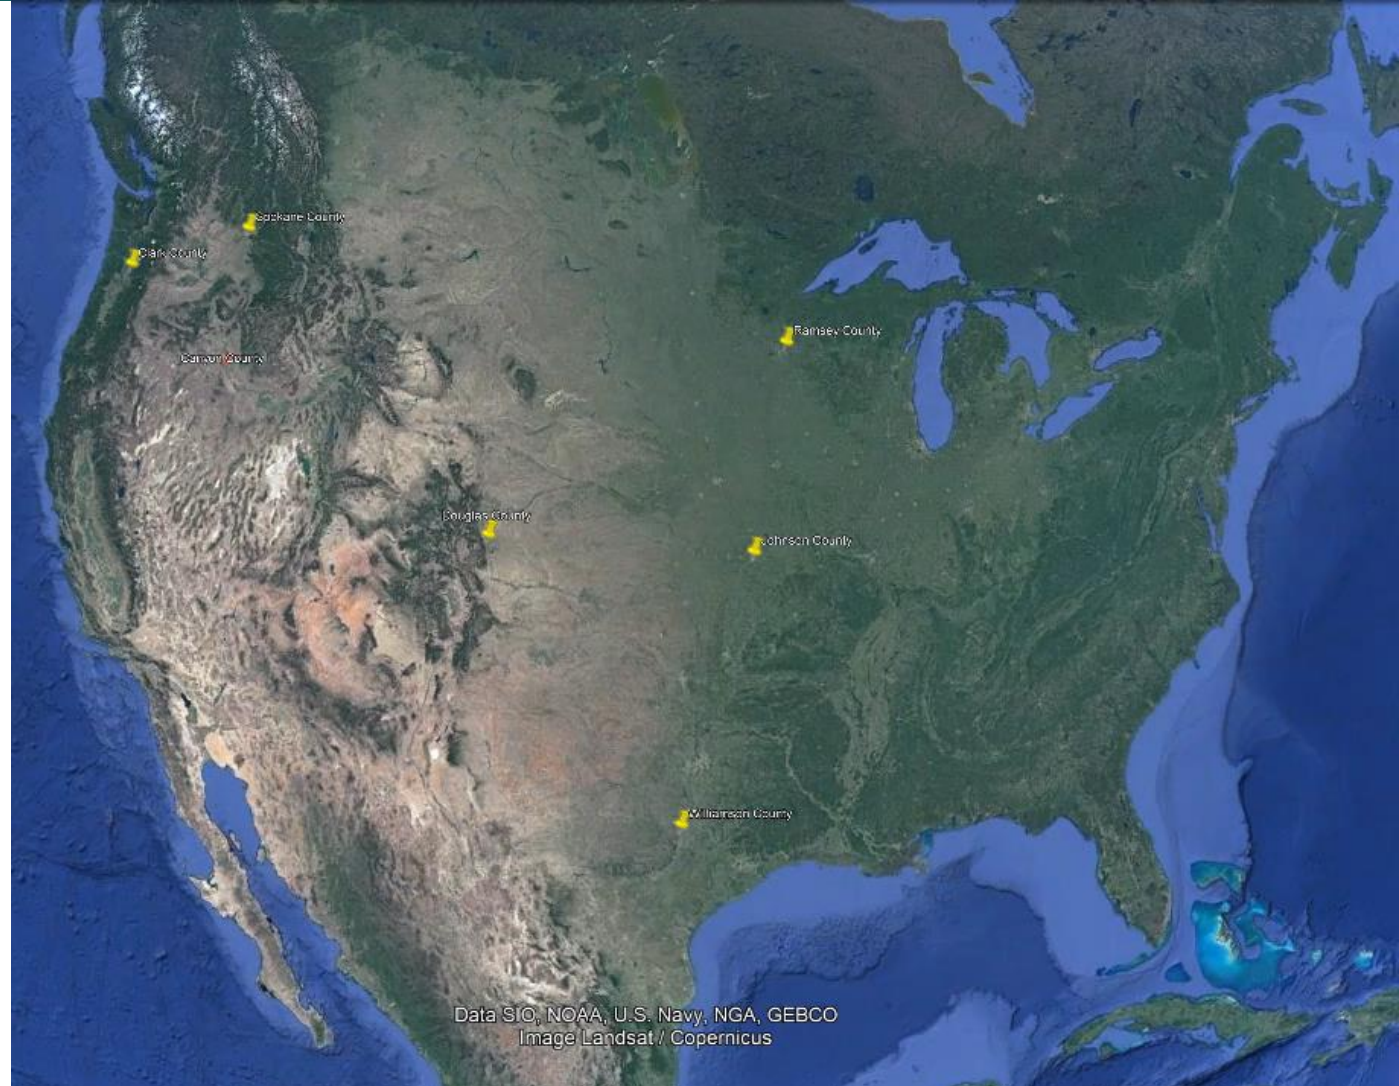 Spokane County
Clark County
Ramsey County
Canyon County
Douglas County
Johnson County
Williamson County
Data SIO, NOAA, U.S. Navy, NGA, GEBCO
Image Landsat / Copernicus